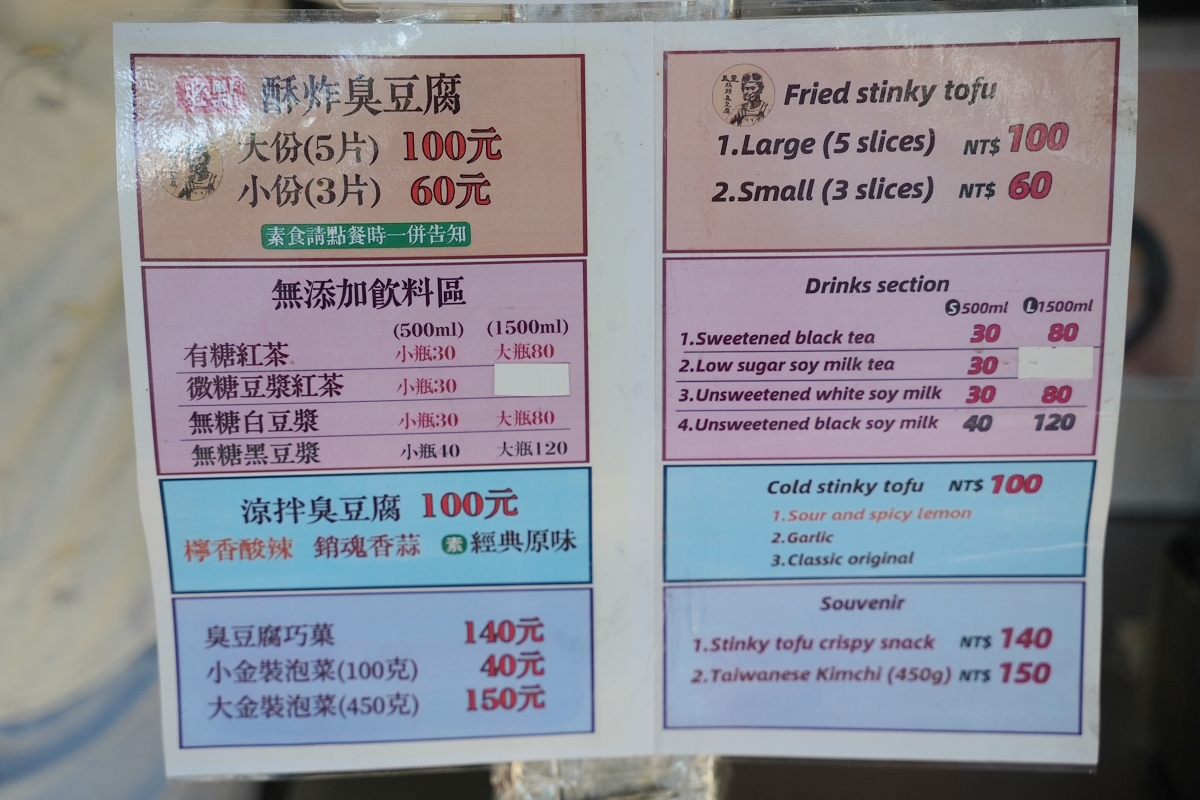 必點 酥炸臭豆腐
大份(5片) 100元
小份(3片) 60元
素食請點餐時一併告知
無添加飲料區
(500ml) (1500ml)
有糖紅茶 小瓶30 大瓶80
微糖豆漿紅茶 小瓶30
無糖白豆漿 小瓶30 大瓶80
無糖黑豆漿 小瓶40 大瓶120
涼拌臭豆腐 100元
檸香酸辣 銷魂香蒜 素 經典原味
臭豆腐巧菓 140元
小金裝泡菜(100克) 40元
大金裝泡菜(450克) 150元
Fried stinky tofu
1.Large (5 slices) NT$ 100
2.Small (3 slices) NT$ 60
Drinks section
S 500ml L 1500ml
1.Sweetened black tea 30 80
2.Low sugar soy milk tea 30
3.Unsweetened white soy milk 30 80
4.Unsweetened black soy milk 40 120
Cold stinky tofu NT$ 100
1.Sour and spicy lemon
2.Garlic
3.Classic original
Souvenir
1.Stinky tofu crispy snack NT$ 140
2.Taiwanese Kimchi (450g) NT$ 150